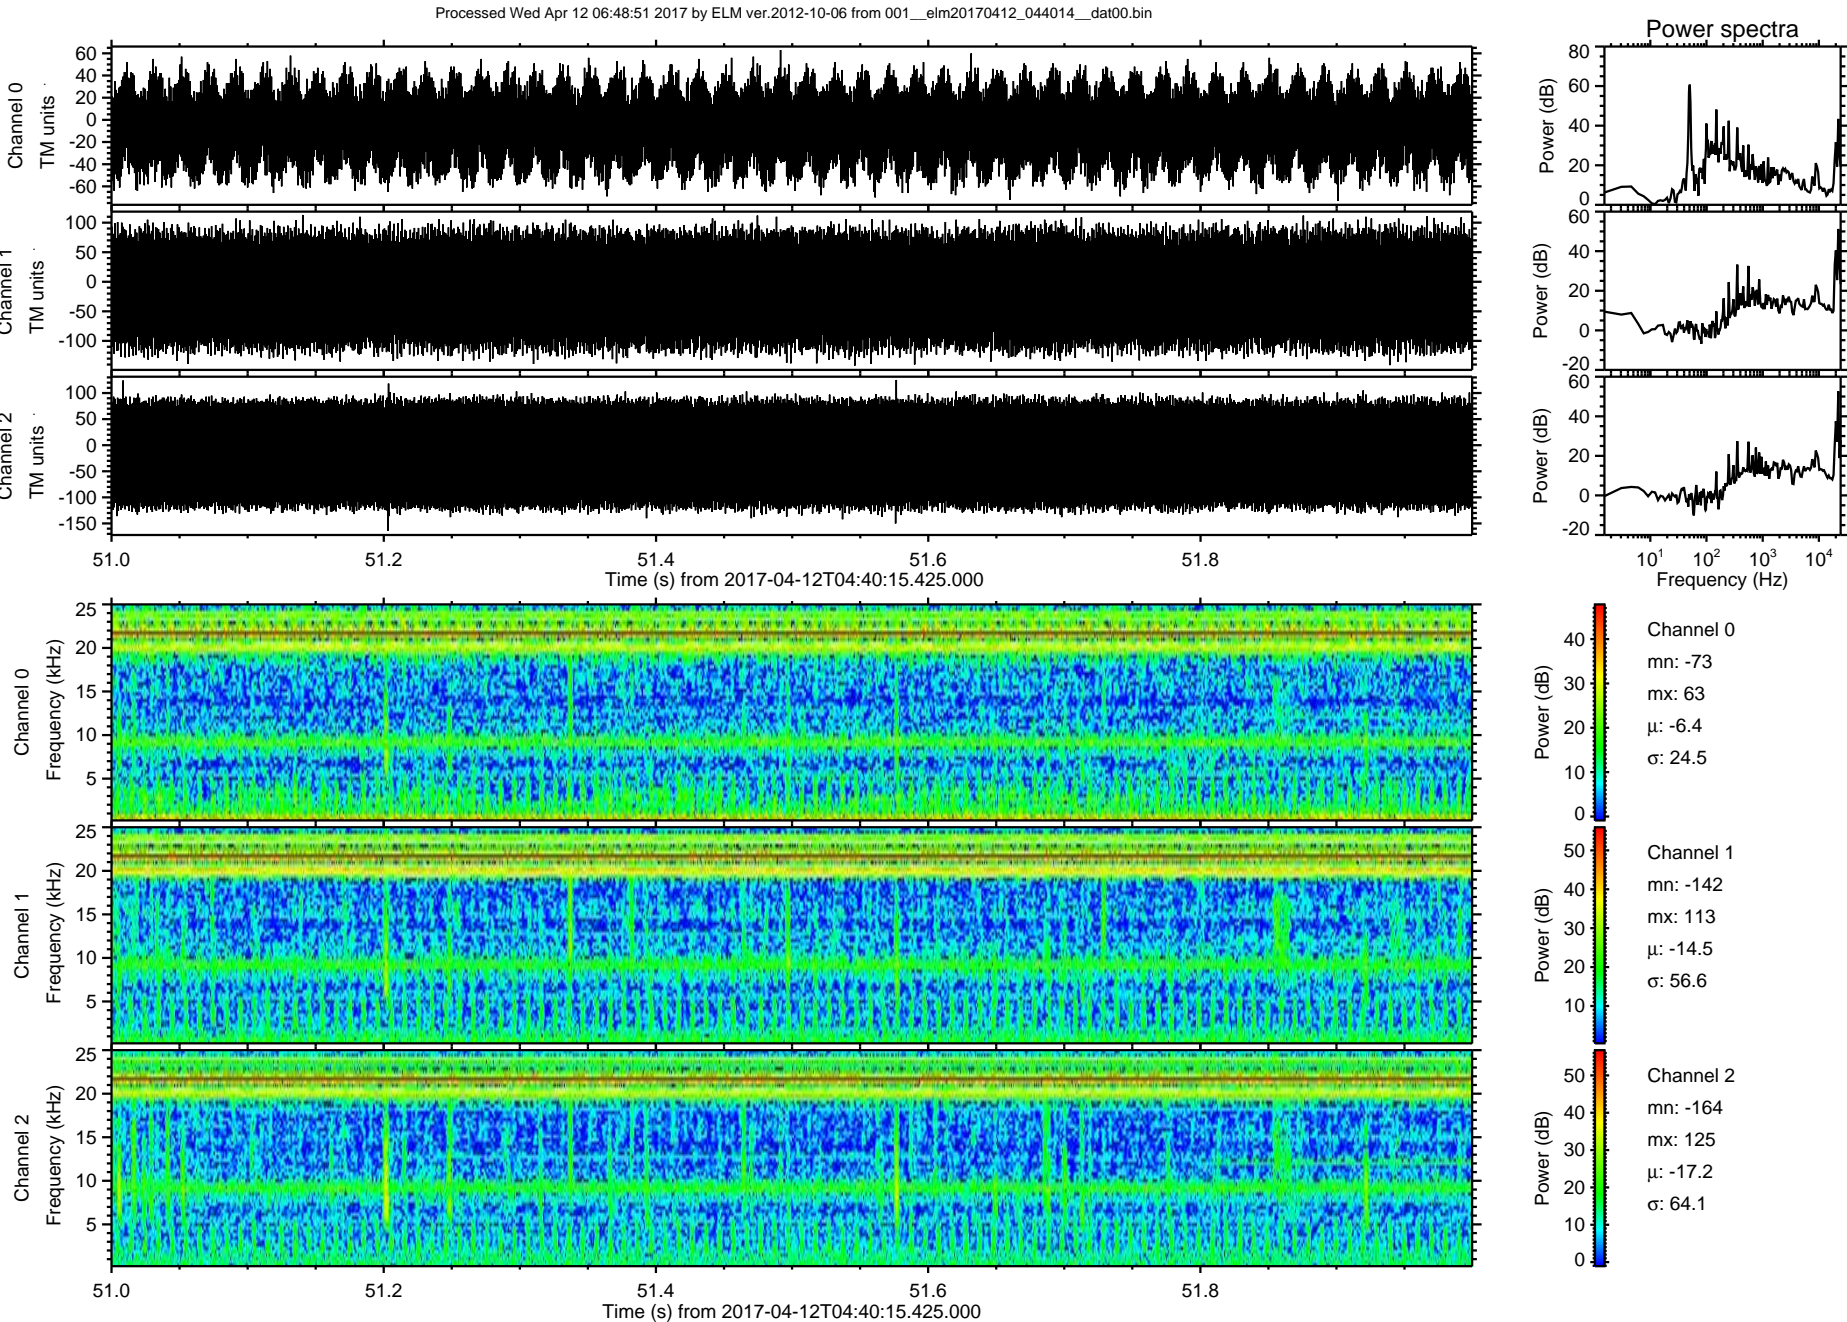 Processed Wed Apr 12 06:48:51 2017 by ELM ver.2012-10-06 from 001__elm20170412_044014__dat00.bin
Power spectra
Channel 0
TM units
60
40
20
0
-20
-40
-60
Power (dB)
80
60
40
20
0
Channel 1
TM units
100
50
0
-50
-100
Power (dB)
60
40
20
0
-20
Channel 2
TM units
100
50
0
-50
-100
-150
Power (dB)
60
40
20
0
-20
51.0 51.2 51.4 51.6 51.8
Time (s) from 2017-04-12T04:40:15.425.000
10^1 10^2 10^3 10^4
Frequency (Hz)
Channel 0
Frequency (kHz)
25
20
15
10
5
Power (dB)
40
30
20
10
0
Channel 0
mn: -73
mx: 63
μ: -6.4
σ: 24.5
Channel 1
Frequency (kHz)
25
20
15
10
5
Power (dB)
50
40
30
20
10
Channel 1
mn: -142
mx: 113
μ: -14.5
σ: 56.6
Channel 2
Frequency (kHz)
25
20
15
10
5
Power (dB)
50
40
30
20
10
0
Channel 2
mn: -164
mx: 125
μ: -17.2
σ: 64.1
51.0 51.2 51.4 51.6 51.8
Time (s) from 2017-04-12T04:40:15.425.000